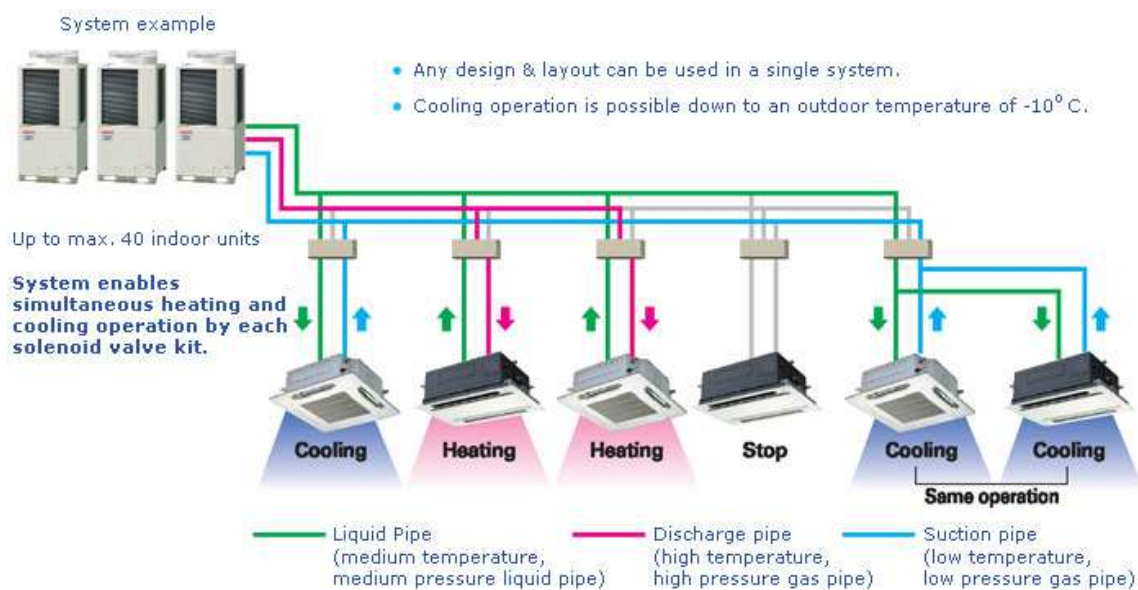 System example
• Any design & layout can be used in a single system.
• Cooling operation is possible down to an outdoor temperature of -10° C.
Up to max. 40 indoor units
System enables
simultaneous heating and
cooling operation by each
solenoid valve kit.
Cooling
Heating
Heating
Stop
Cooling
Cooling
Same operation
Liquid Pipe
(medium temperature,
medium pressure liquid pipe)
Discharge pipe
(high temperature,
high pressure gas pipe)
Suction pipe
(low temperature,
low pressure gas pipe)